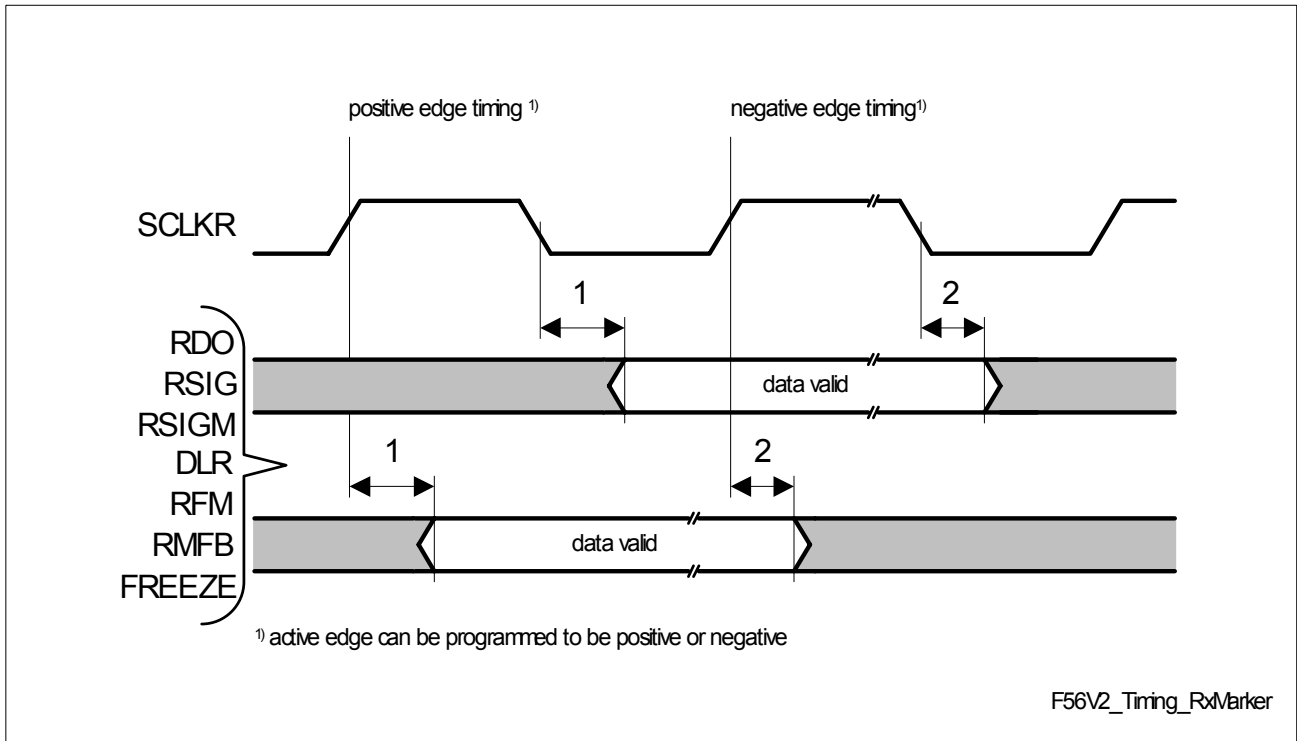 positive edge timing 1)
negative edge timing1)
SCLKR
1
2
RDO
RSIG
data valid
RSIGM
DLR
1
2
RFM
RMFB
data valid
FREEZE
1) active edge can be programmed to be positive or negative
F56V2_Timing_RxMarker